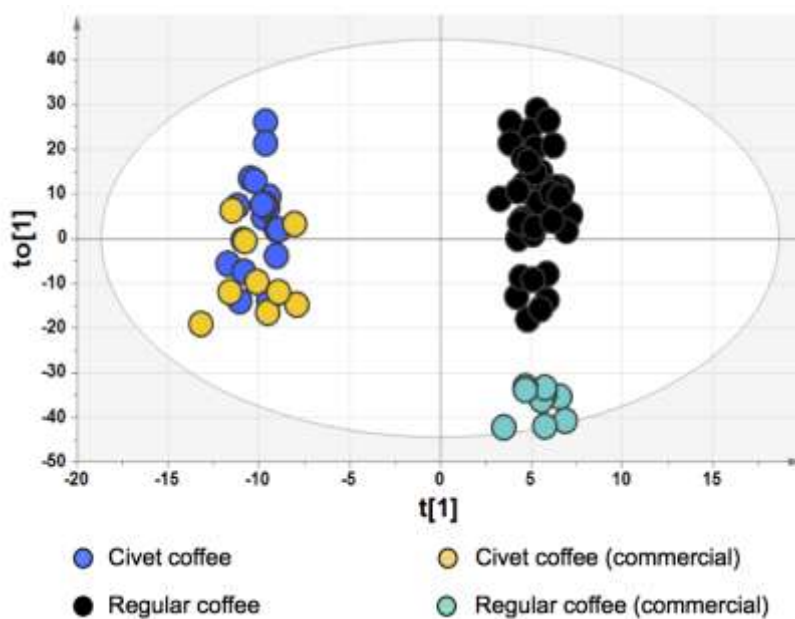 40
30
20
10
0
-10
-20
-30
-40
-50
to[1]
-20 -15 -10 -5 0 5 10 15
t[1]
Civet coffee Civet coffee (commercial)
Regular coffee Regular coffee (commercial)